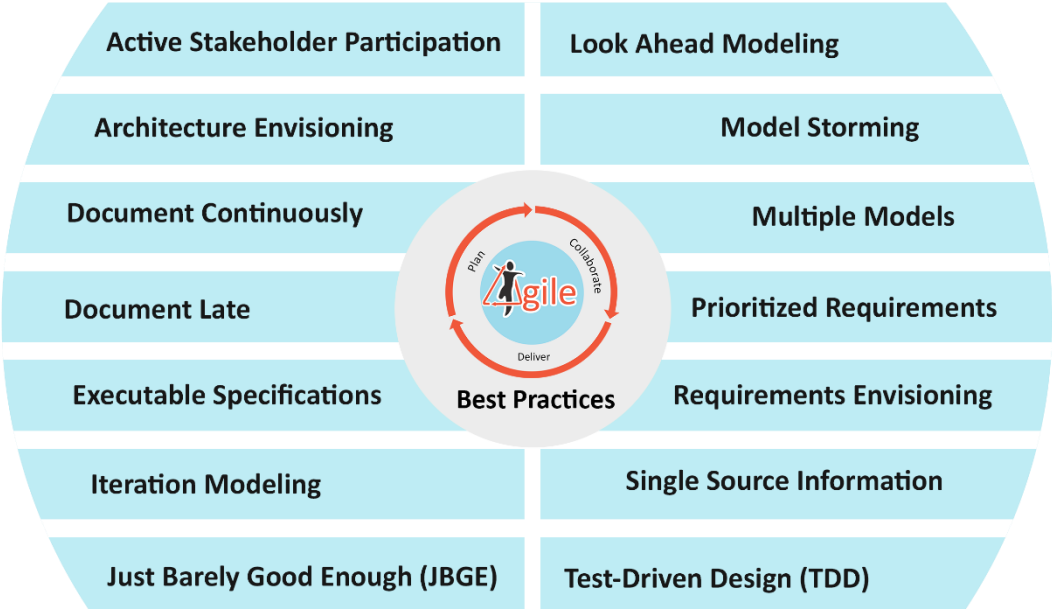 Active Stakeholder Participation
Look Ahead Modeling
Architecture Envisioning
Model Storming
Document Continuously
Multiple Models
Document Late
Prioritized Requirements
Executable Specifications
Requirements Envisioning
Iteration Modeling
Single Source Information
Just Barely Good Enough (JBGE)
Test-Driven Design (TDD)
Plan
Collaborate
Agile
Deliver
Best Practices